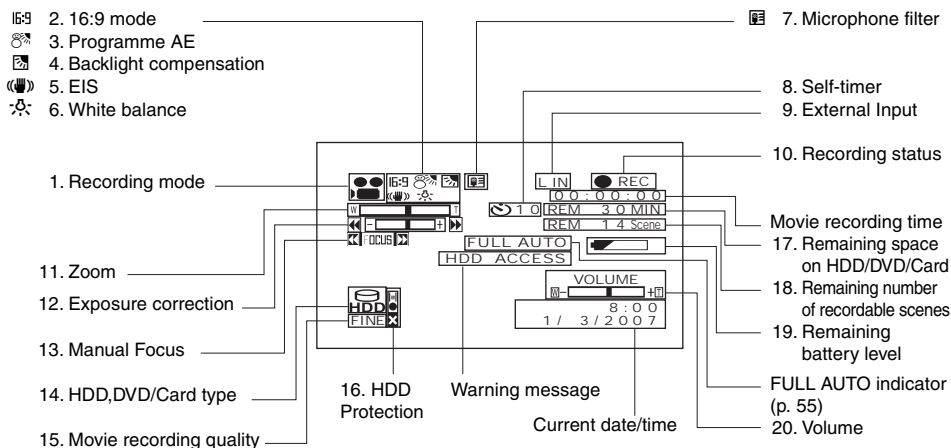 16:9 2. 16:9 mode
3. Programme AE
4. Backlight compensation
5. EIS
6. White balance
7. Microphone filter
8. Self-timer
9. External Input
10. Recording status
1. Recording mode
11. Zoom
12. Exposure correction
13. Manual Focus
14. HDD,DVD/Card type
15. Movie recording quality
16:9
L IN
REC
00:00:00
W T
10
REM 30 MIN
- +
REM 14 Scene
FOCUS
FULL AUTO
HDD ACCESS
VOLUME
W - + T
HDD
8:00
FINE
1/ 3/2007
16. HDD
Protection
Warning message
Current date/time
Movie recording time
17. Remaining space
on HDD/DVD/Card
18. Remaining number
of recordable scenes
19. Remaining
battery level
FULL AUTO indicator
(p. 55)
20. Volume